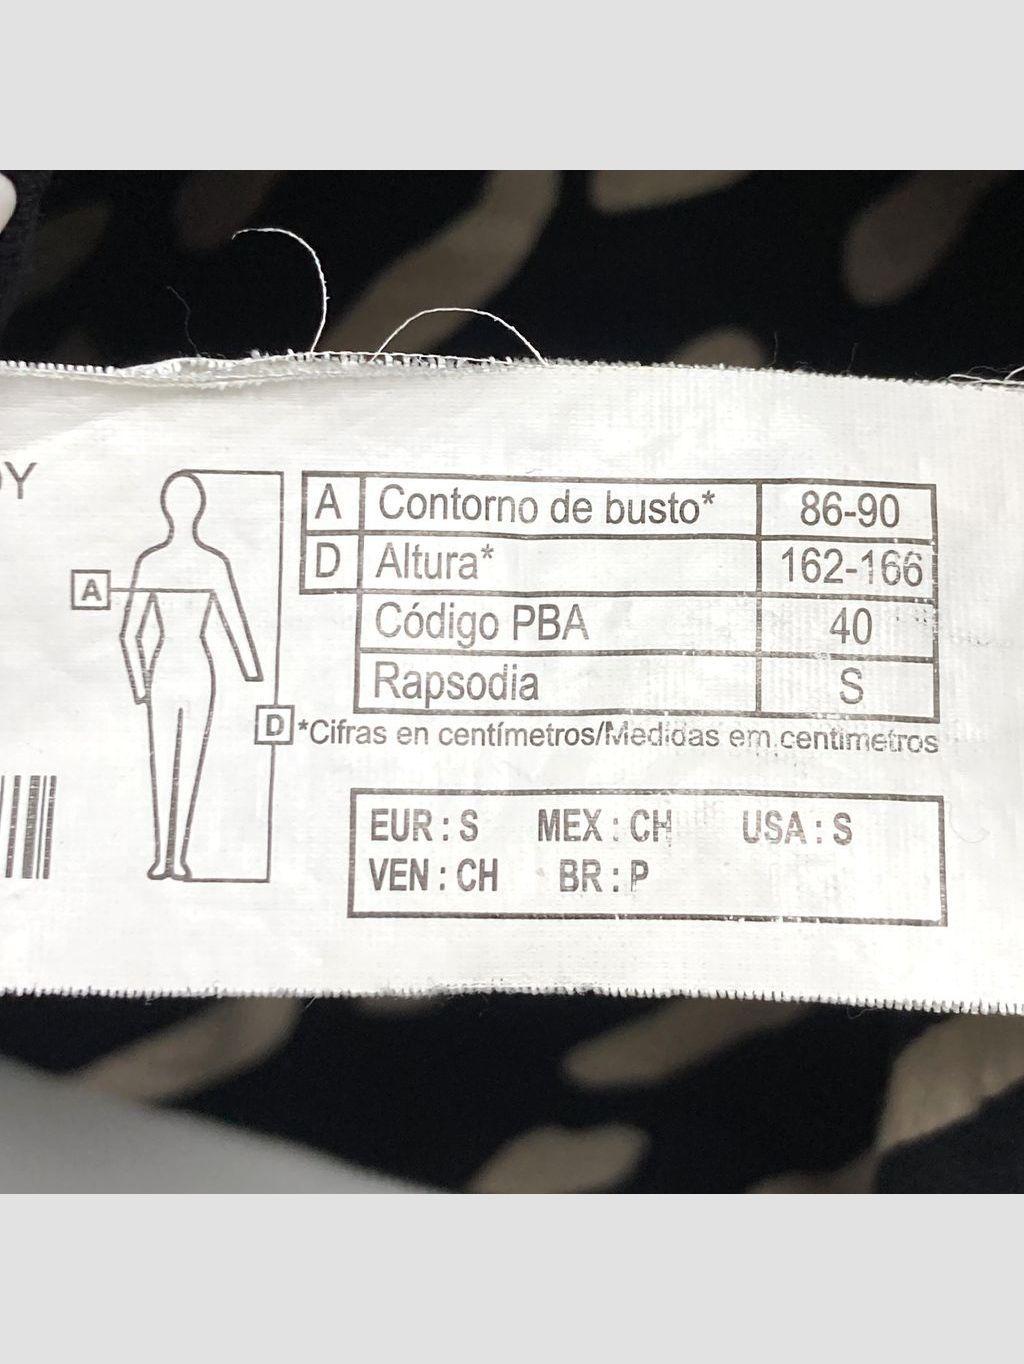 A Contorno de busto* 86-90
D Altura* 162-166
Código PBA 40
Rapsodia S
A
D
*Cifras en centímetros/Medidas em centimetros
EUR : S MEX : CH USA : S
VEN : CH BR : P